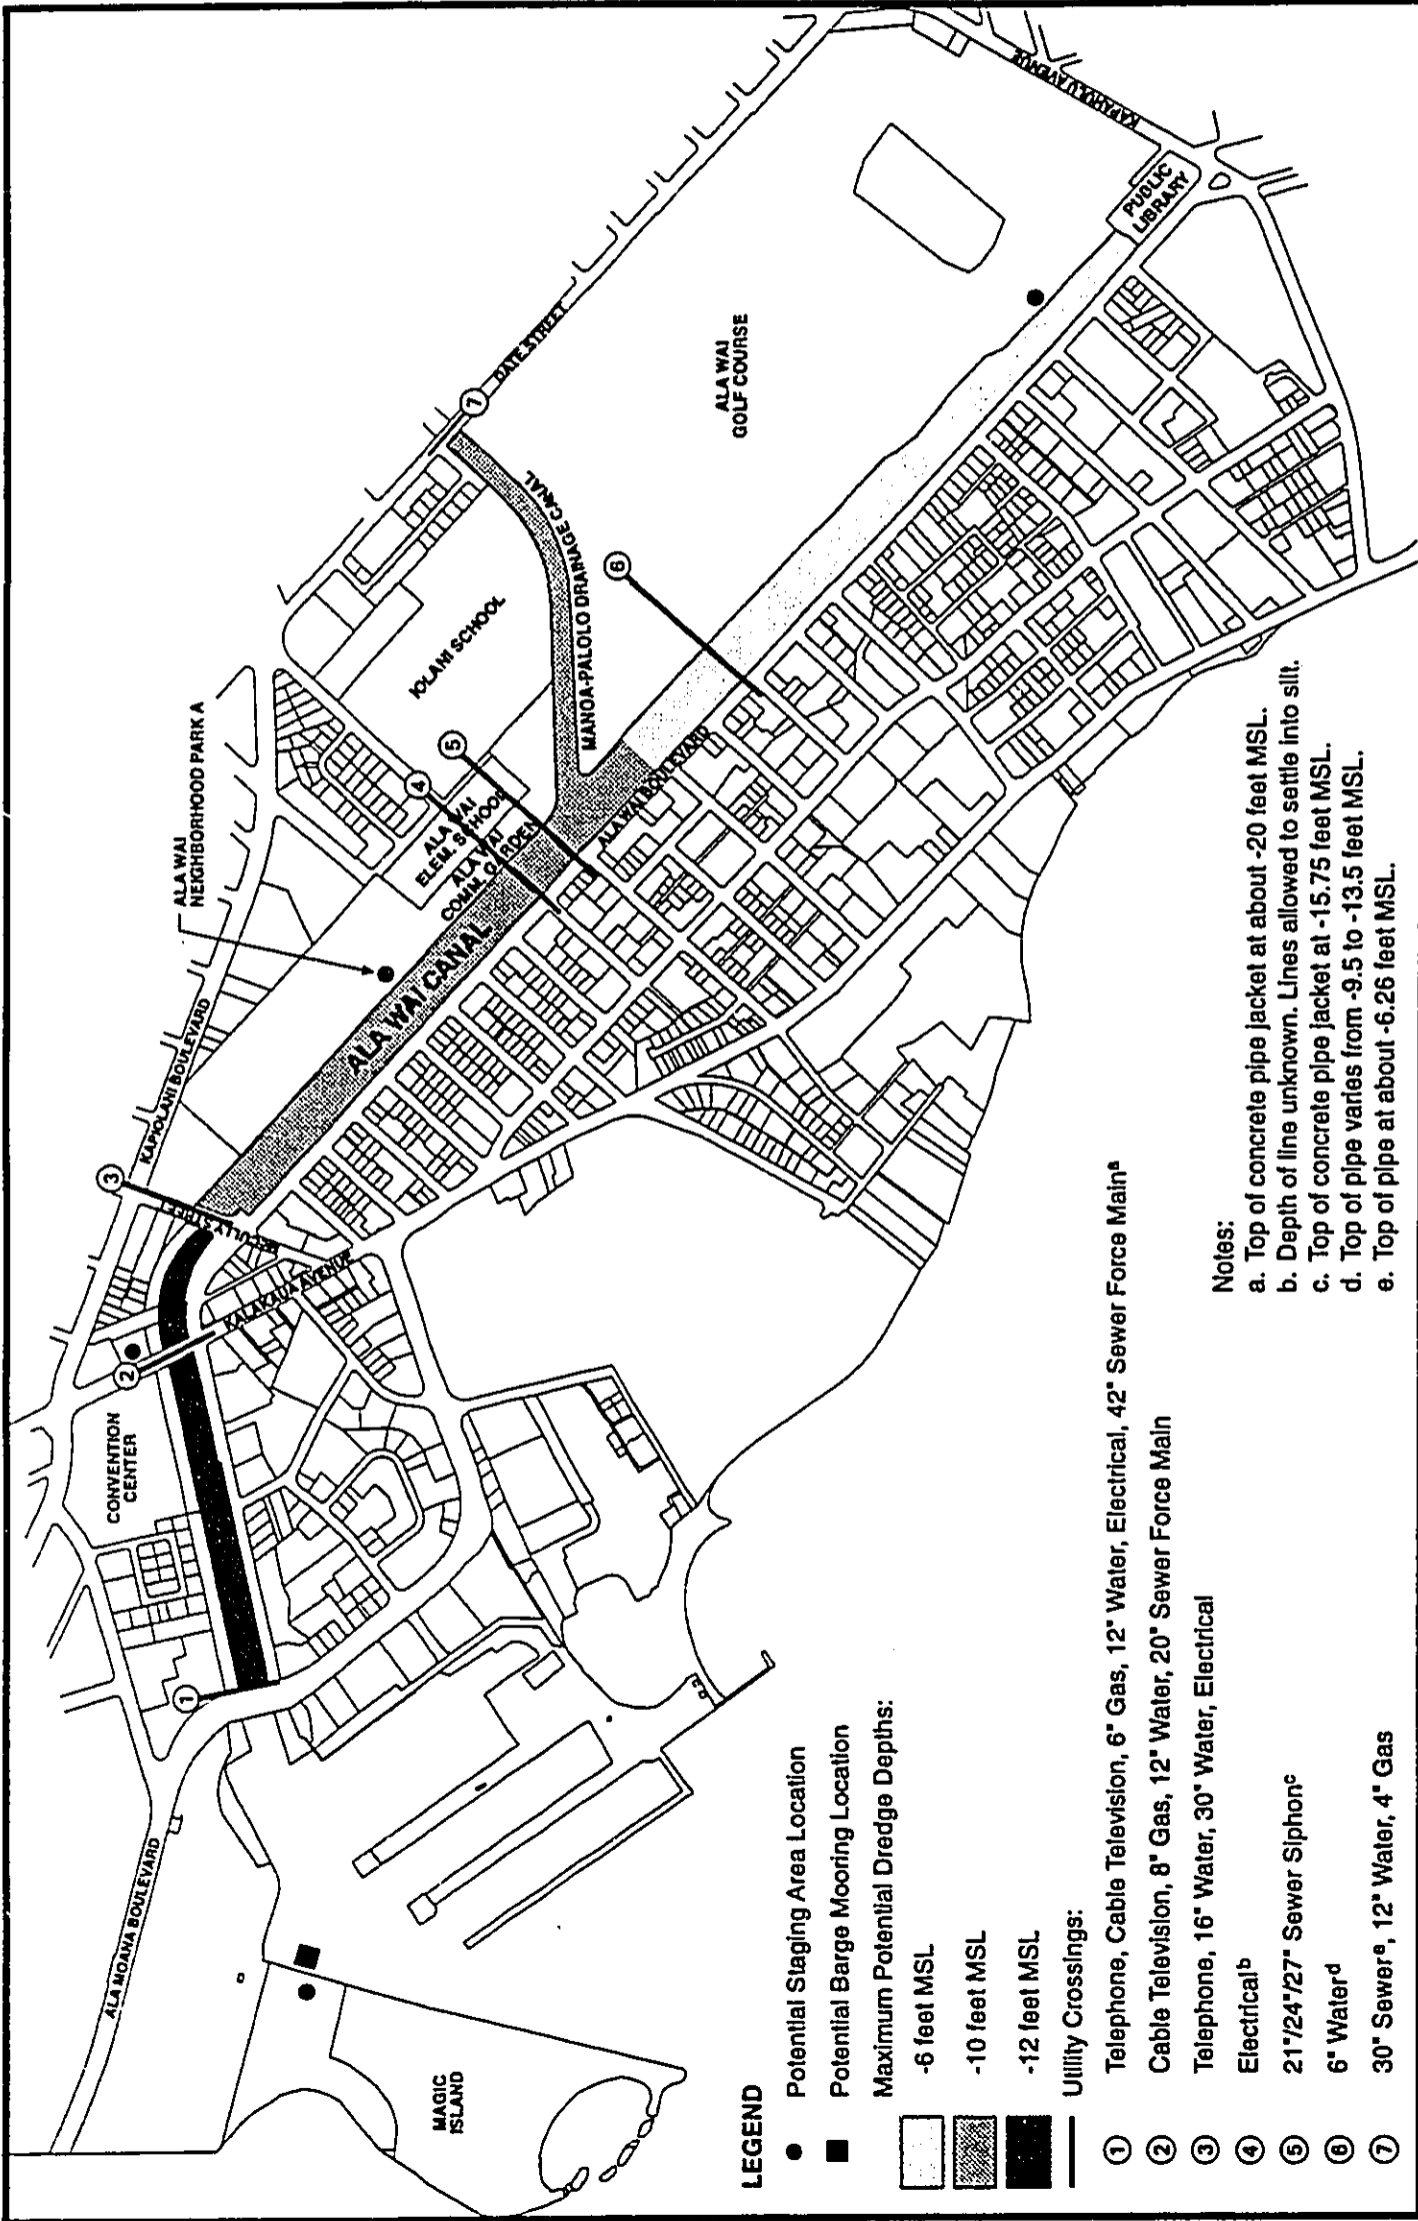 ALA MOANA BOULEVARD
MAGIC
ISLAND
CONVENTION
CENTER
KAPIOLANI BOULEVARD
KALAKAUA AVENUE
ALA WAI
NEIGHBORHOOD PARK A
ALA WAI CANAL
ALA WAI
ELEM. SCHOOL
ALA WAI
COMM. GARDEN
IOLANI SCHOOL
MANOA-PALOLO DRAINAGE CANAL
ALA WAI BOULEVARD
DATE STREET
ALA WAI
GOLF COURSE
KAPAHULU AVENUE
PUBLIC
LIBRARY
1
2
3
4
5
6
7
LEGEND
Potential Staging Area Location
Potential Barge Mooring Location
Maximum Potential Dredge Depths:
-6 feet MSL
-10 feet MSL
-12 feet MSL
Utility Crossings:
1 Telephone, Cable Television, 6" Gas, 12" Water, Electrical, 42" Sewer Force Main a
2 Cable Television, 8" Gas, 12" Water, 20" Sewer Force Main
3 Telephone, 16" Water, 30" Water, Electrical
4 Electrical b
5 21"/24"/27" Sewer Siphon c
6 6" Water d
7 30" Sewer e, 12" Water, 4" Gas
Notes:
a. Top of concrete pipe jacket at about -20 feet MSL.
b. Depth of line unknown. Lines allowed to settle into silt.
c. Top of concrete pipe jacket at -15.75 feet MSL.
d. Top of pipe varies from -9.5 to -13.5 feet MSL.
e. Top of pipe at about -6.26 feet MSL.